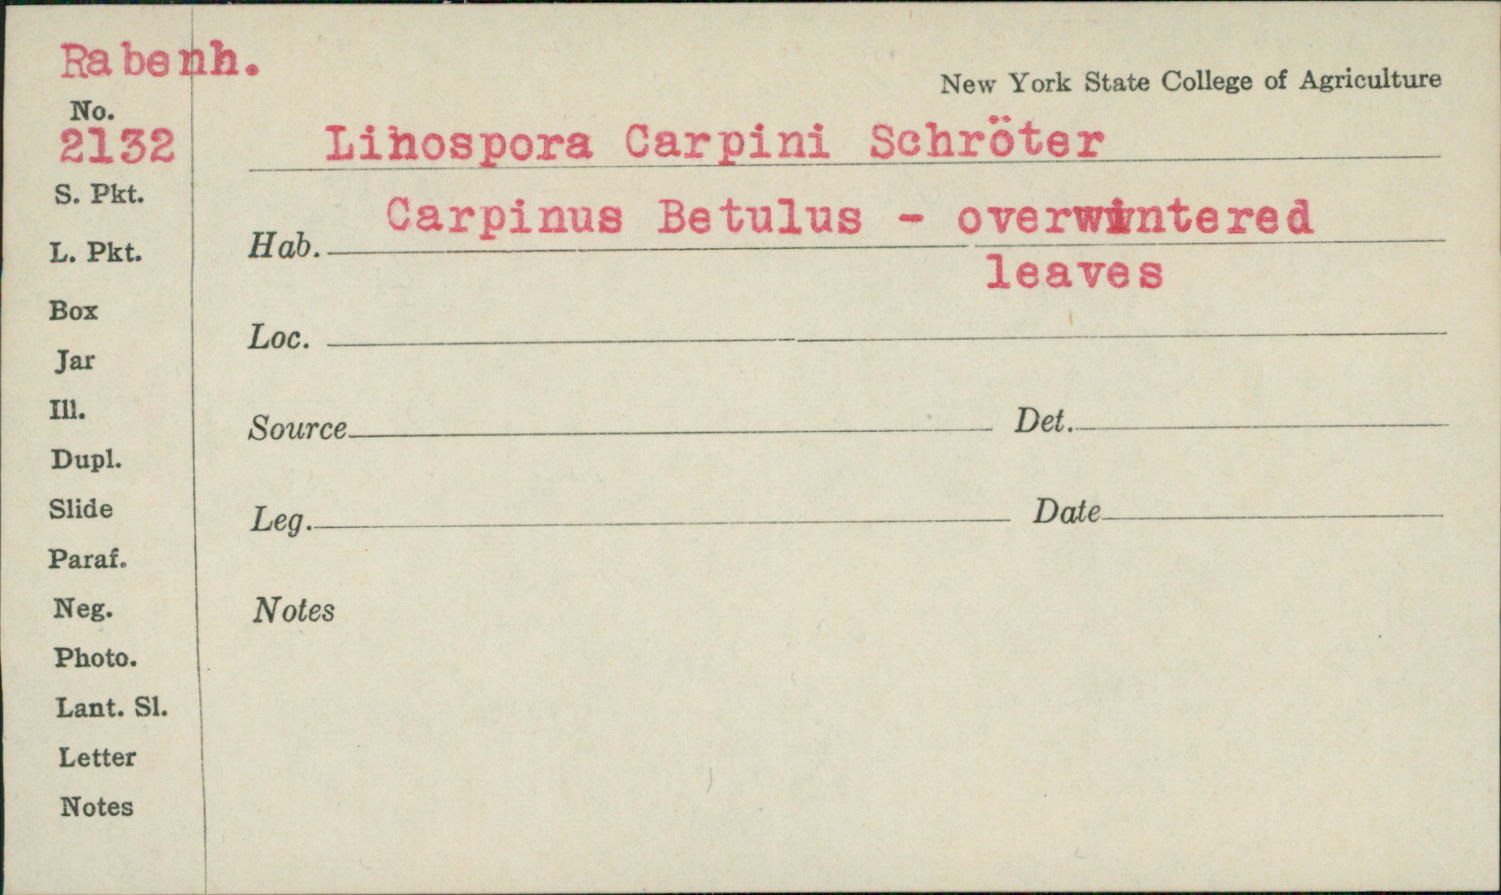 Rabenh.
New York State College of Agriculture
No.
2132
Lihospora Carpini Schröter
S. Pkt.
Hab. Carpinus Betulus - overwintered
leaves
L. Pkt.
Box
Loc.
Jar
Ill.
Source
Det.
Dupl.
Slide
Leg.
Date
Paraf.
Neg.
Notes
Photo.
Lant. Sl.
Letter
Notes